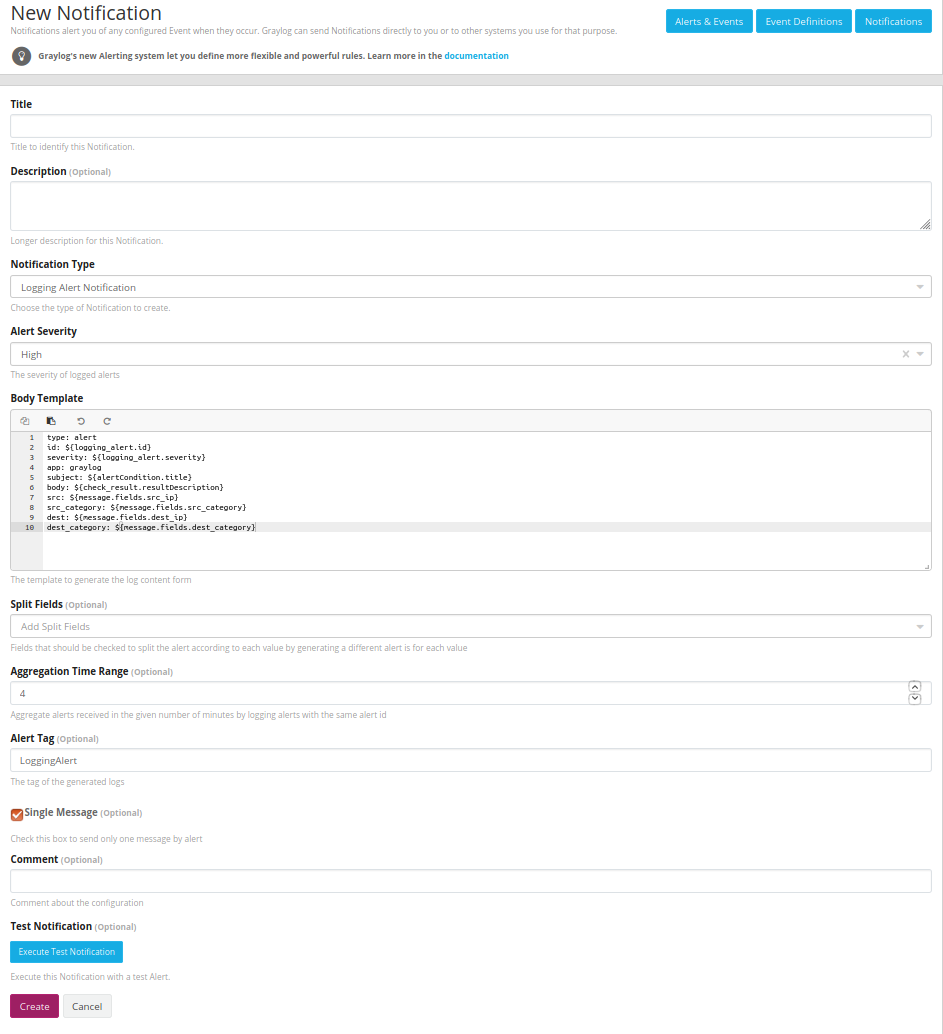 New Notification
Notifications alert you of any configured Event when they occur. Graylog can send Notifications directly to you or to other systems you use for that purpose.
Alerts & Events
Event Definitions
Notifications
Graylog's new Alerting system let you define more flexible and powerful rules. Learn more in the documentation
Title
Title to identify this Notification.
Description (Optional)
Longer description for this Notification.
Notification Type
Logging Alert Notification
Choose the type of Notification to create.
Alert Severity
High
The severity of logged alerts
Body Template
1 type: alert
2 id: ${logging_alert.id}
3 severity: ${logging_alert.severity}
4 app: graylog
5 subject: ${alertCondition.title}
6 body: ${check_result.resultDescription}
7 src: ${message.fields.src_ip}
8 src_category: ${message.fields.src_category}
9 dest: ${message.fields.dest_ip}
10 dest_category: ${message.fields.dest_category}
The template to generate the log content form
Split Fields (Optional)
Add Split Fields
Fields that should be checked to split the alert according to each value by generating a different alert is for each value
Aggregation Time Range (Optional)
4
Aggregate alerts received in the given number of minutes by logging alerts with the same alert id
Alert Tag (Optional)
LoggingAlert
The tag of the generated logs
Single Message (Optional)
Check this box to send only one message by alert
Comment (Optional)
Comment about the configuration
Test Notification (Optional)
Execute Test Notification
Execute this Notification with a test Alert.
Create
Cancel